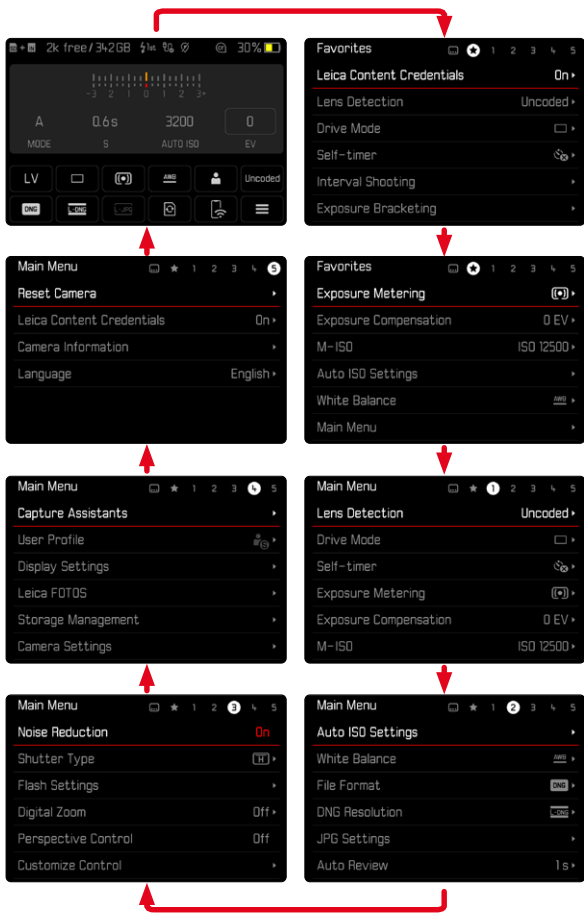 2k free/342GB 1st 30%
-3 2 1 0 1 2 3+
A 0.6s 3200 0
MODE S AUTO ISO EV
LV AWB Uncoded
DNG L-DNG L-JPG
Favorites 1 2 3 4 5
Leica Content Credentials On
Lens Detection Uncoded
Drive Mode
Self-timer
Interval Shooting
Exposure Bracketing
Main Menu 1 2 3 4 5
Reset Camera
Leica Content Credentials On
Camera Information
Language English
Favorites 1 2 3 4 5
Exposure Metering
Exposure Compensation 0 EV
M-ISO ISO 12500
Auto ISO Settings
White Balance AWB
Main Menu
Main Menu 1 2 3 4 5
Capture Assistants
User Profile
Display Settings
Leica FOTOS
Storage Management
Camera Settings
Main Menu 1 2 3 4 5
Lens Detection Uncoded
Drive Mode
Self-timer
Exposure Metering
Exposure Compensation 0 EV
M-ISO ISO 12500
Main Menu 1 2 3 4 5
Noise Reduction On
Shutter Type H
Flash Settings
Digital Zoom Off
Perspective Control Off
Customize Control
Main Menu 1 2 3 4 5
Auto ISO Settings
White Balance AWB
File Format DNG
DNG Resolution L-DNG
JPG Settings
Auto Review 1s